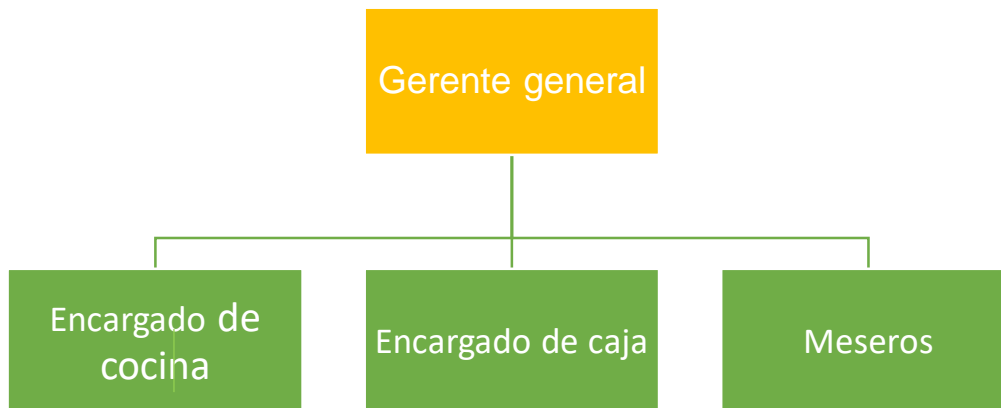 Gerente general
Encargado de
cocina
Encargado de caja
Meseros